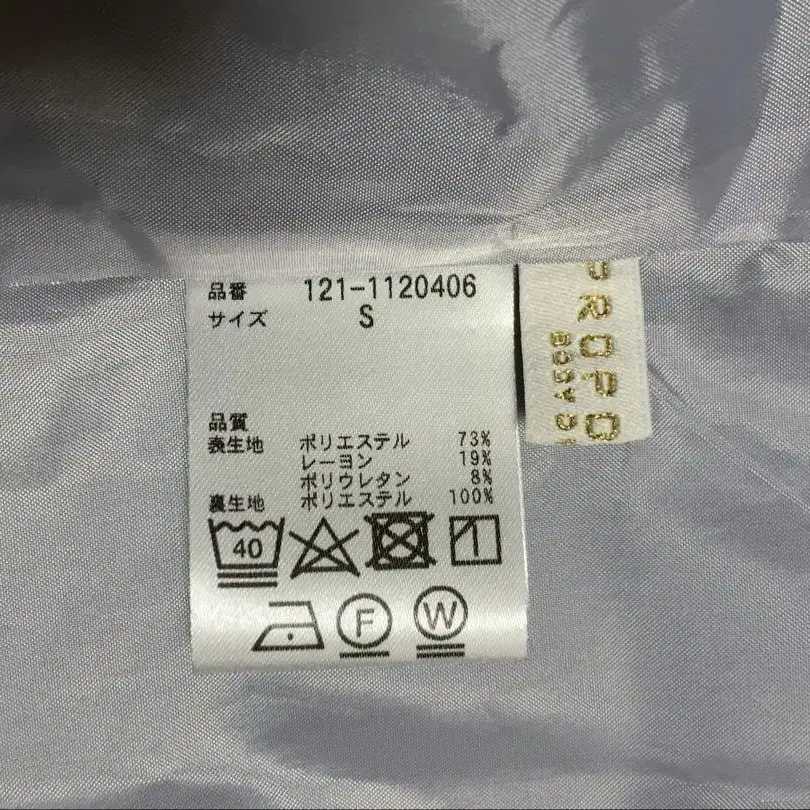 品番 121-1120406
サイズ S
品質
表生地 ポリエステル 73%
レーヨン 19%
ポリウレタン 8%
裏生地 ポリエステル 100%
40
F
W
PROPO